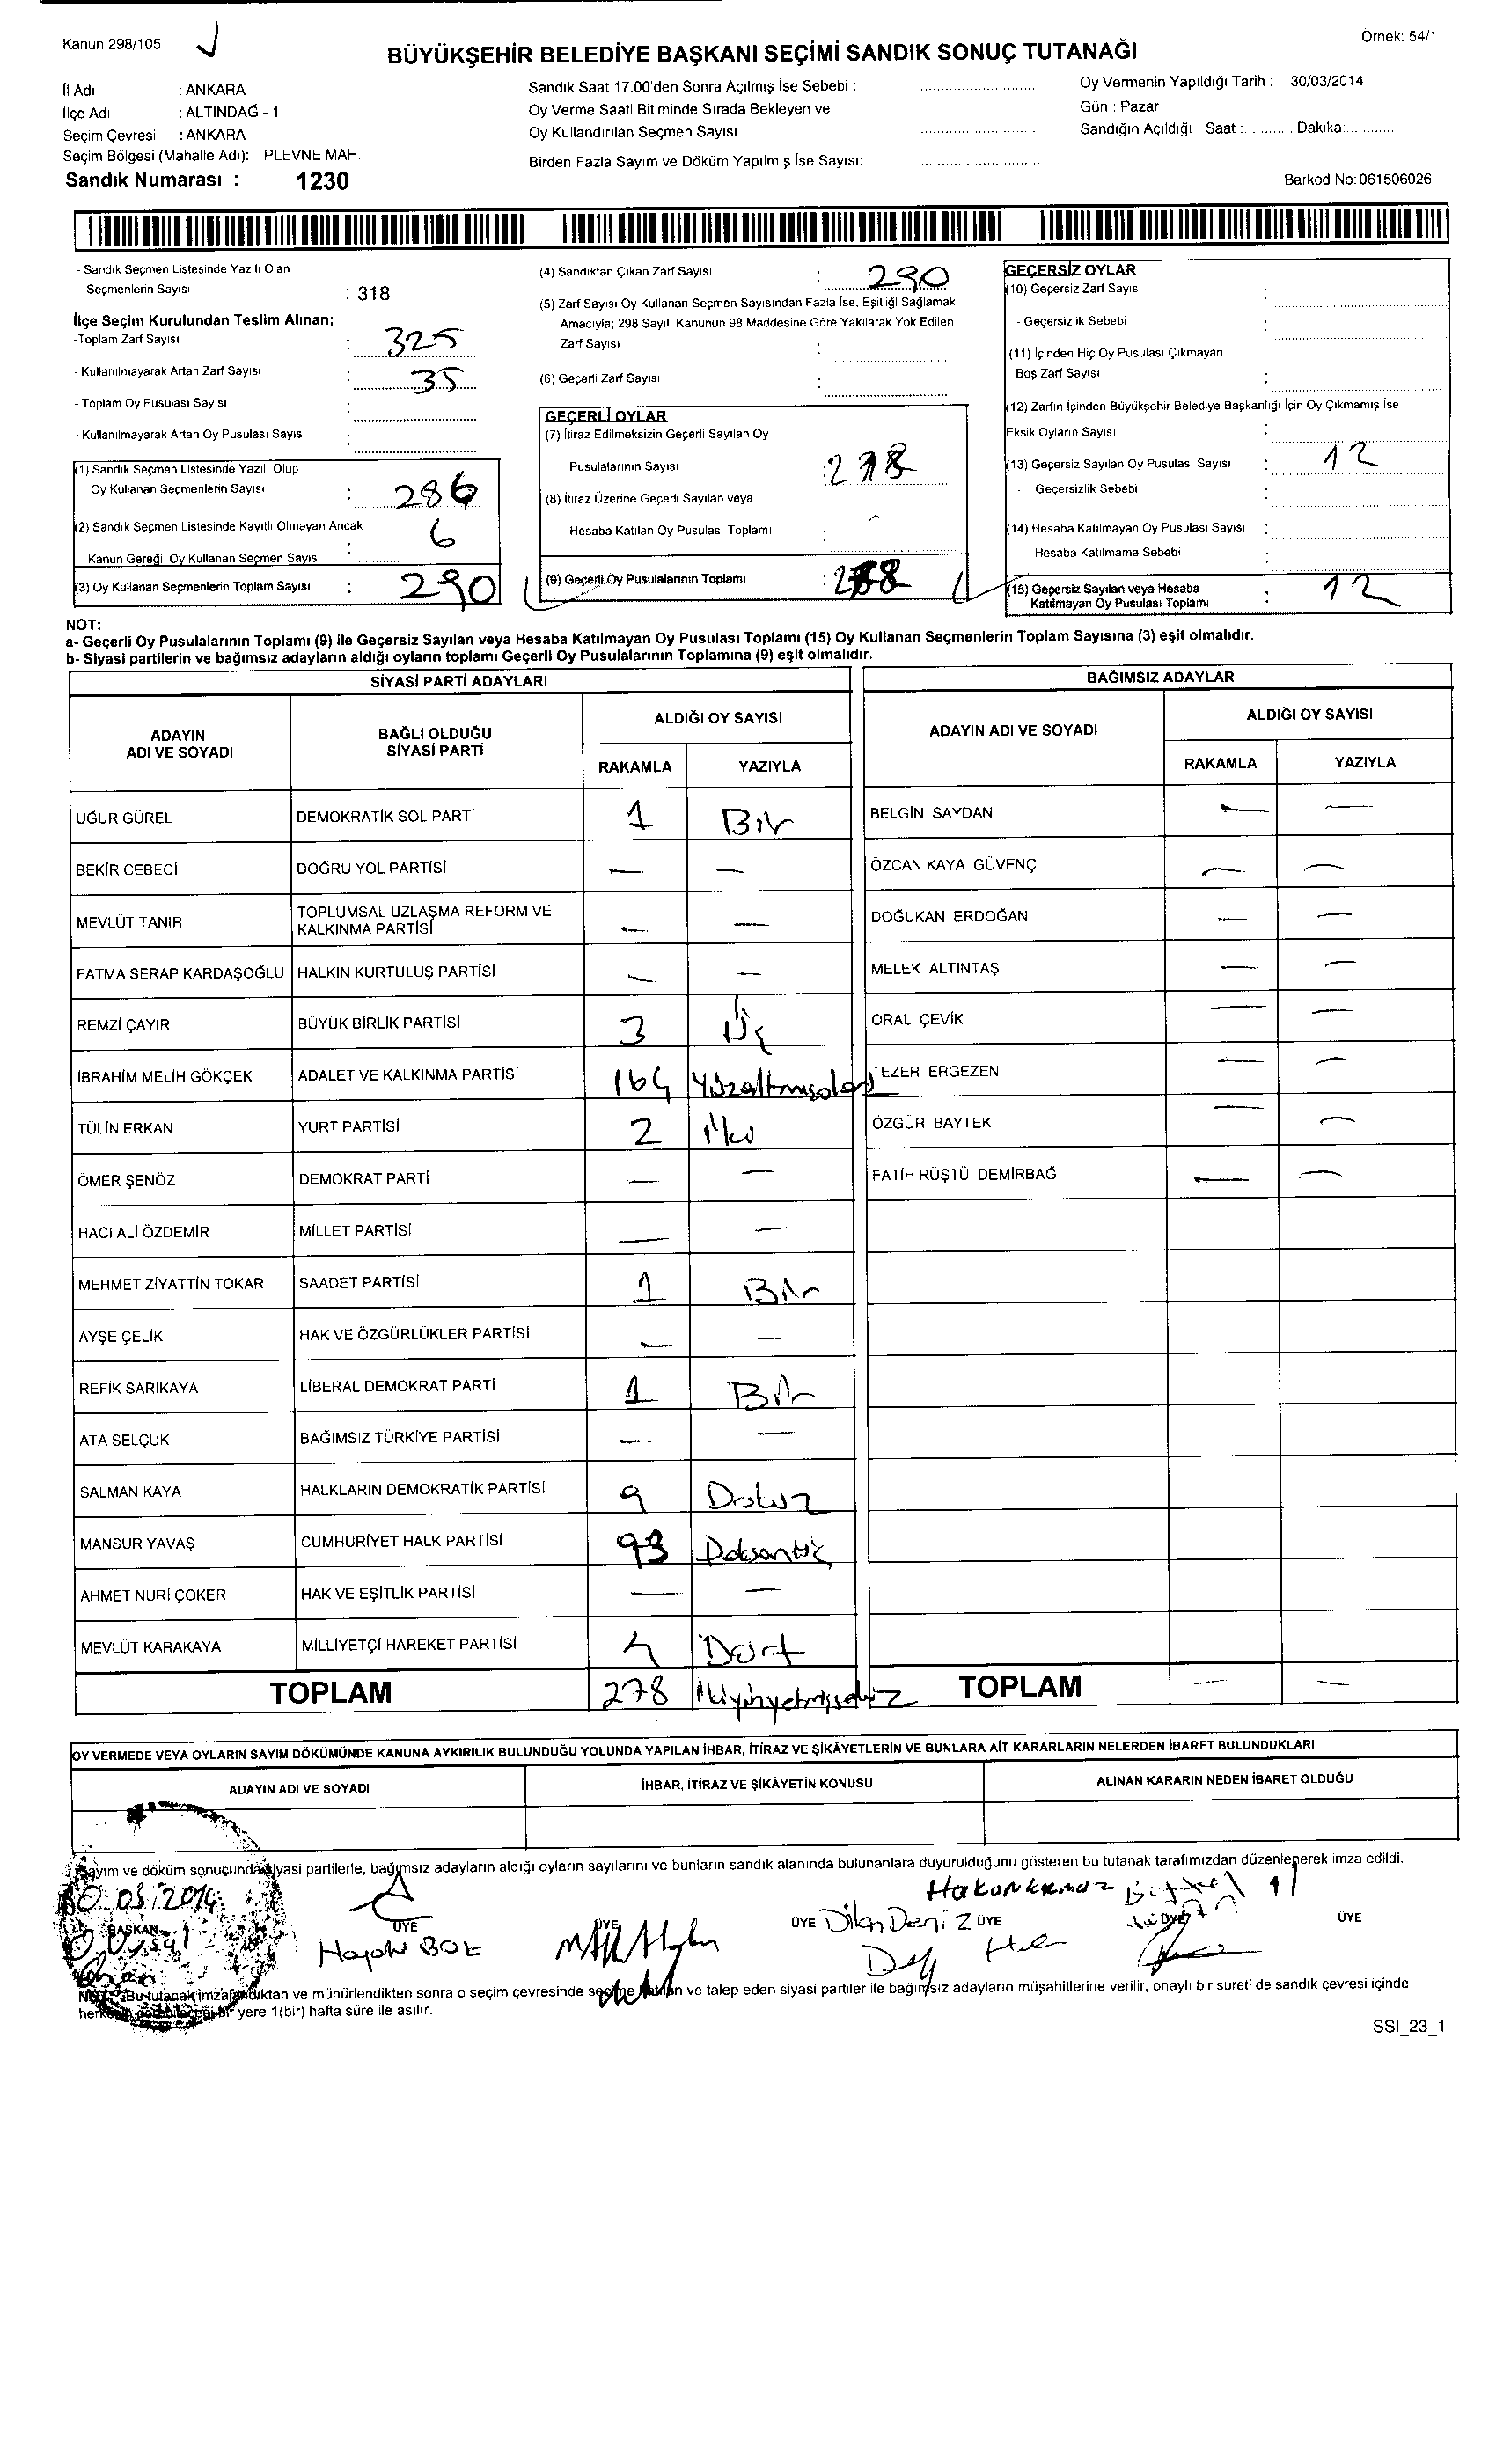 Kanun;298/105
Örnek: 54/1
BÜYÜKŞEHİR BELEDİYE BAŞKANI SEÇİMİ SANDIK SONUÇ TUTANAĞI
İl Adı : ANKARA
İlçe Adı : ALTINDAĞ - 1
Seçim Çevresi : ANKARA
Seçim Bölgesi (Mahalle Adı): PLEVNE MAH.
Sandık Numarası : 1230
Sandık Saat 17.00'den Sonra Açılmış İse Sebebi :
Oy Verme Saati Bitiminde Sırada Bekleyen ve
Oy Kullandırılan Seçmen Sayısı :
Birden Fazla Sayım ve Döküm Yapılmış İse Sayısı:
Oy Vermenin Yapıldığı Tarih : 30/03/2014
Gün : Pazar
Sandığın Açıldığı Saat :............ Dakika:............
Barkod No:061506026
- Sandık Seçmen Listesinde Yazılı Olan
Seçmenlerin Sayısı : 318
İlçe Seçim Kurulundan Teslim Alınan;
-Toplam Zarf Sayısı : 325
- Kullanılmayarak Artan Zarf Sayısı : 35
- Toplam Oy Pusulası Sayısı :
- Kullanılmayarak Artan Oy Pusulası Sayısı :
(1) Sandık Seçmen Listesinde Yazılı Olup
Oy Kullanan Seçmenlerin Sayısı : 286
(2) Sandık Seçmen Listesinde Kayıtlı Olmayan Ancak
Kanun Gereği Oy Kullanan Seçmen Sayısı : 6
(3) Oy Kullanan Seçmenlerin Toplam Sayısı : 290
(4) Sandıktan Çıkan Zarf Sayısı : 290
(5) Zarf Sayısı Oy Kullanan Seçmen Sayısından Fazla İse, Eşitliği Sağlamak
Amacıyla; 298 Sayılı Kanunun 98.Maddesine Göre Yakılarak Yok Edilen
Zarf Sayısı :
(6) Geçerli Zarf Sayısı :
GEÇERLİ OYLAR
(7) İtiraz Edilmeksizin Geçerli Sayılan Oy
Pusulalarının Sayısı : 278
(8) İtiraz Üzerine Geçerli Sayılan veya
Hesaba Katılan Oy Pusulası Toplamı : -
(9) Geçerli Oy Pusulalarının Toplamı : 278
GEÇERSİZ OYLAR
(10) Geçersiz Zarf Sayısı :
- Geçersizlik Sebebi :
(11) İçinden Hiç Oy Pusulası Çıkmayan
Boş Zarf Sayısı :
(12) Zarfın İçinden Büyükşehir Belediye Başkanlığı İçin Oy Çıkmamış İse
Eksik Oyların Sayısı :
(13) Geçersiz Sayılan Oy Pusulası Sayısı : 12
- Geçersizlik Sebebi :
(14) Hesaba Katılmayan Oy Pusulası Sayısı :
- Hesaba Katılmama Sebebi :
(15) Geçersiz Sayılan veya Hesaba
Katılmayan Oy Pusulası Toplamı : 12
NOT:
a- Geçerli Oy Pusulalarının Toplamı (9) ile Geçersiz Sayılan veya Hesaba Katılmayan Oy Pusulası Toplamı (15) Oy Kullanan Seçmenlerin Toplam Sayısına (3) eşit olmalıdır.
b- Siyasi partilerin ve bağımsız adayların aldığı oyların toplamı Geçerli Oy Pusulalarının Toplamına (9) eşit olmalıdır.
SİYASİ PARTİ ADAYLARI
BAĞIMSIZ ADAYLAR
ADAYIN ADI VE SOYADI
BAĞLI OLDUĞU SİYASİ PARTİ
ALDIĞI OY SAYISI
RAKAMLA YAZIYLA
ADAYIN ADI VE SOYADI
ALDIĞI OY SAYISI
RAKAMLA YAZIYLA
UĞUR GÜREL DEMOKRATİK SOL PARTİ 1 Bir BELGİN SAYDAN — —
BEKİR CEBECİ DOĞRU YOL PARTİSİ — — ÖZCAN KAYA GÜVENÇ — —
MEVLÜT TANIR TOPLUMSAL UZLAŞMA REFORM VE KALKINMA PARTİSİ — — DOĞUKAN ERDOĞAN — —
FATMA SERAP KARDAŞOĞLU HALKIN KURTULUŞ PARTİSİ — — MELEK ALTINTAŞ — —
REMZİ ÇAYIR BÜYÜK BİRLİK PARTİSİ 3 Üç ORAL ÇEVİK — —
İBRAHİM MELİH GÖKÇEK ADALET VE KALKINMA PARTİSİ 164 Yüzaltmışdört TEZER ERGEZEN — —
TÜLİN ERKAN YURT PARTİSİ 2 İki ÖZGÜR BAYTEK — —
ÖMER ŞENÖZ DEMOKRAT PARTİ — — FATİH RÜŞTÜ DEMİRBAĞ — —
HACI ALİ ÖZDEMİR MİLLET PARTİSİ — —
MEHMET ZİYATTİN TOKAR SAADET PARTİSİ 1 Bir
AYŞE ÇELİK HAK VE ÖZGÜRLÜKLER PARTİSİ — —
REFİK SARIKAYA LİBERAL DEMOKRAT PARTİ 1 Bir
ATA SELÇUK BAĞIMSIZ TÜRKİYE PARTİSİ — —
SALMAN KAYA HALKLARIN DEMOKRATİK PARTİSİ 9 Dokuz
MANSUR YAVAŞ CUMHURİYET HALK PARTİSİ 93 Doksanüç
AHMET NURİ ÇOKER HAK VE EŞİTLİK PARTİSİ — —
MEVLÜT KARAKAYA MİLLİYETÇİ HAREKET PARTİSİ 4 Dört
TOPLAM 278 İkiyüzyetmişsekiz TOPLAM — —
OY VERMEDE VEYA OYLARIN SAYIM DÖKÜMÜNDE KANUNA AYKIRILIK BULUNDUĞU YOLUNDA YAPILAN İHBAR, İTİRAZ VE ŞİKÂYETLERİN VE BUNLARA AİT KARARLARIN NELERDEN İBARET BULUNDUKLARI
ADAYIN ADI VE SOYADI İHBAR, İTİRAZ VE ŞİKÂYETİN KONUSU ALINAN KARARIN NEDEN İBARET OLDUĞU
Sayım ve döküm sonucunda siyasi partilerle, bağımsız adayların aldığı oyların sayılarını ve bunların sandık alanında bulunanlara duyurulduğunu gösteren bu tutanak tarafımızdan düzenlenerek imza edildi.
30.03.2014
BAŞKAN ÜYE ÜYE ÜYE Dilan Deniz ÜYE ÜYE ÜYE
NOT: Bu tutanak imzalandıktan ve mühürlendikten sonra o seçim çevresinde seçime katılan ve talep eden siyasi partiler ile bağımsız adayların müşahitlerine verilir, onaylı bir sureti de sandık çevresi içinde
herkesin görebileceği bir yere 1(bir) hafta süre ile asılır.
SSI_23_1